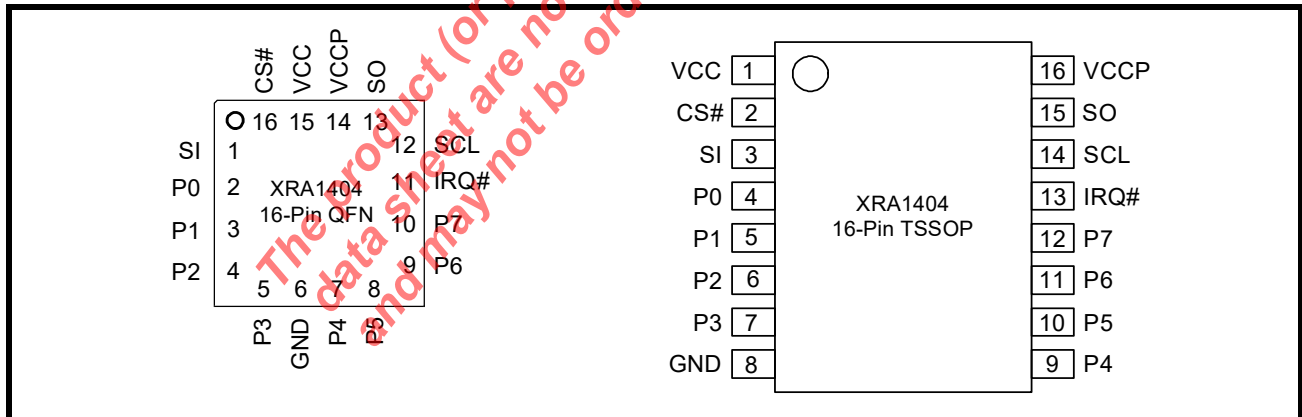 CS#
VCC
VCCP
SO
16 15 14 13
SI 1
P0 2
P1 3
P2 4
12 SCL
11 IRQ#
10 P7
9 P6
XRA1404
16-Pin QFN
5 6 7 8
P3
GND
P4
P5
The product (or
data sheet are no
and may not be ord
VCC 1
CS# 2
SI 3
P0 4
P1 5
P2 6
P3 7
GND 8
XRA1404
16-Pin TSSOP
16 VCCP
15 SO
14 SCL
13 IRQ#
12 P7
11 P6
10 P5
9 P4